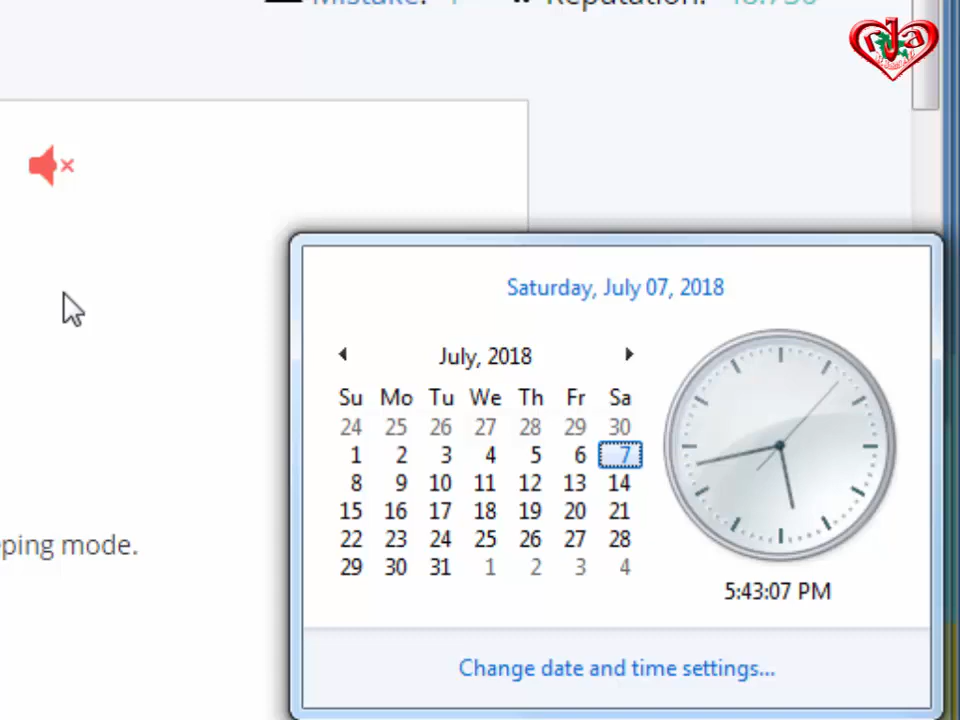 Mistake:
Reputation:
Saturday, July 07, 2018
July, 2018
Su Mo Tu We Th Fr Sa
24 25 26 27 28 29 30
1 2 3 4 5 6 7
8 9 10 11 12 13 14
15 16 17 18 19 20 21
22 23 24 25 26 27 28
29 30 31 1 2 3 4
5:43:07 PM
mode.
Change date and time settings...